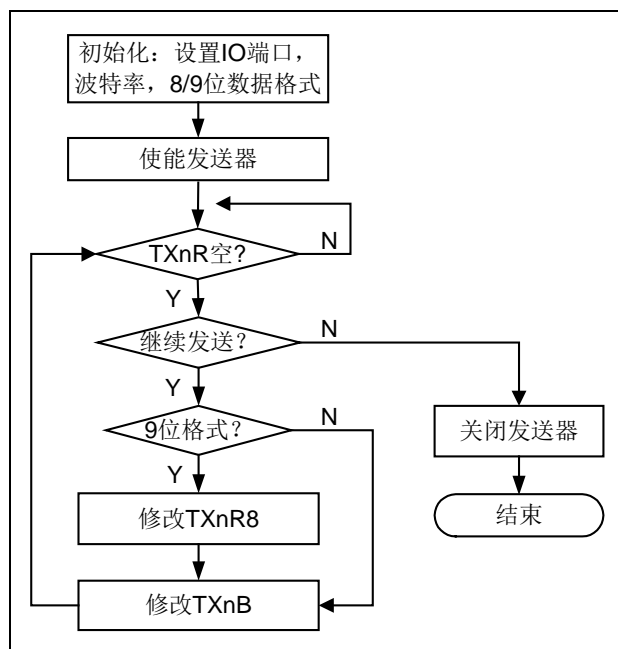 初始化：设置IO端口，
波特率，8/9位数据格式
使能发送器
TXnR空？
N
Y
继续发送？
N
Y
9位格式？
N
Y
关闭发送器
修改TXnR8
结束
修改TXnB